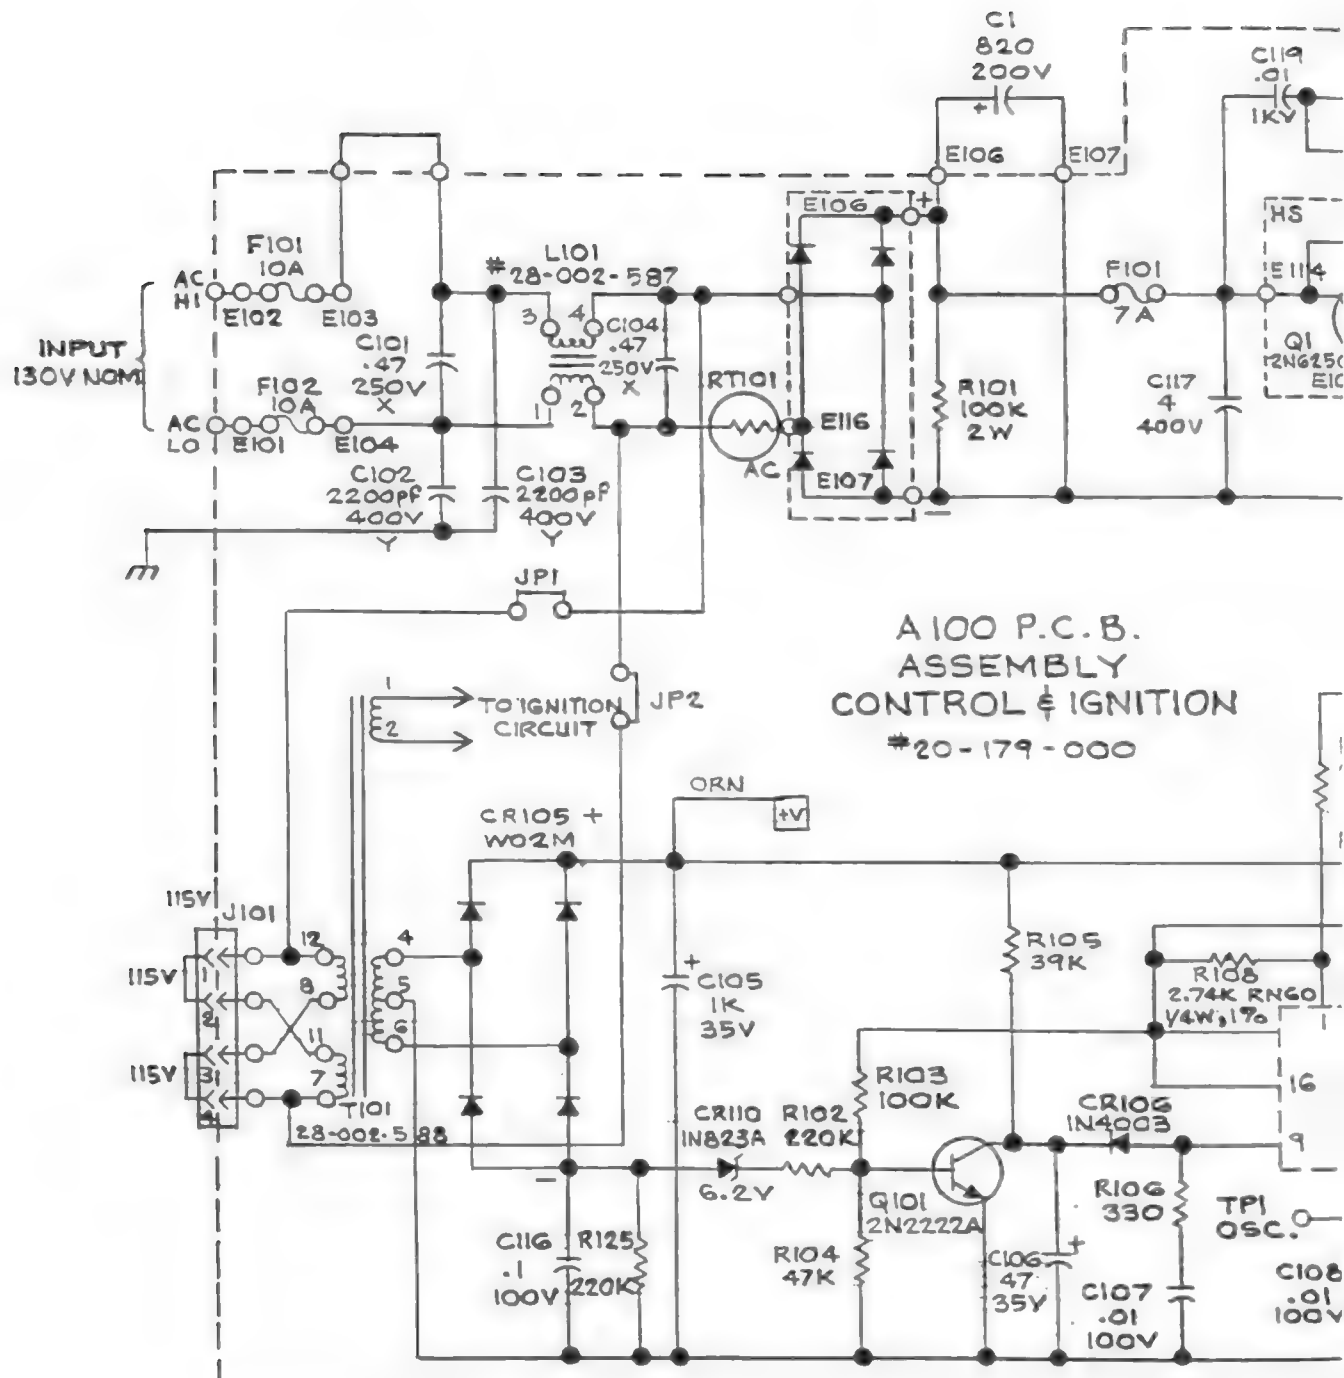 C1
820
200V
+
C119
.01
1KV
E106
E107
E106
+
HS
F101
10A
L101
#28-002-587
AC
HI
E102
E103
3
4
C104
.47
250V
X
F101
7A
E114
Q1
INPUT
130V NOM
C101
.47
250V
X
RT101
R101
100K
2W
C117
4
400V
F102
10A
1
2
AC
LO
E101
E104
E116
AC
E107
C102
2200pf
400V
Y
C103
2200pf
400V
Y
JP1
A100 P.C.B.
ASSEMBLY
CONTROL & IGNITION
#20-179-000
1
2
TO IGNITION
CIRCUIT
JP2
ORN
+V
CR105 +
W02M
115V
J101
115V
1
2
3
4
115V
12
8
11
7
4
5
6
T101
28-002-588
+
C105
1K
35V
R105
39K
R108
2.74K RN60
1/4W, 1%
1
16
9
R103
100K
CR110
1N823A
6.2V
R102
220K
CR106
1N4003
–
Q101
2N2222A
R106
330
TP1
OSC.
C116
.1
100V
R125
220K
R104
47K
C106
47
35V
+
C107
.01
100V
C108
.01
100V